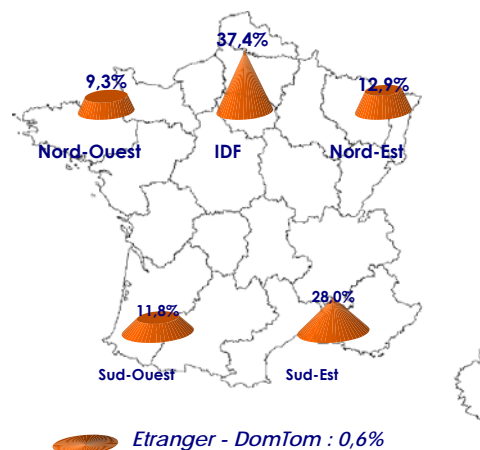 37,4%
9,3%
12,9%
Nord-Ouest
IDF
Nord-Est
28,0%
11,8%
Sud-Ouest
Sud-Est
Etranger - DomTom : 0,6%